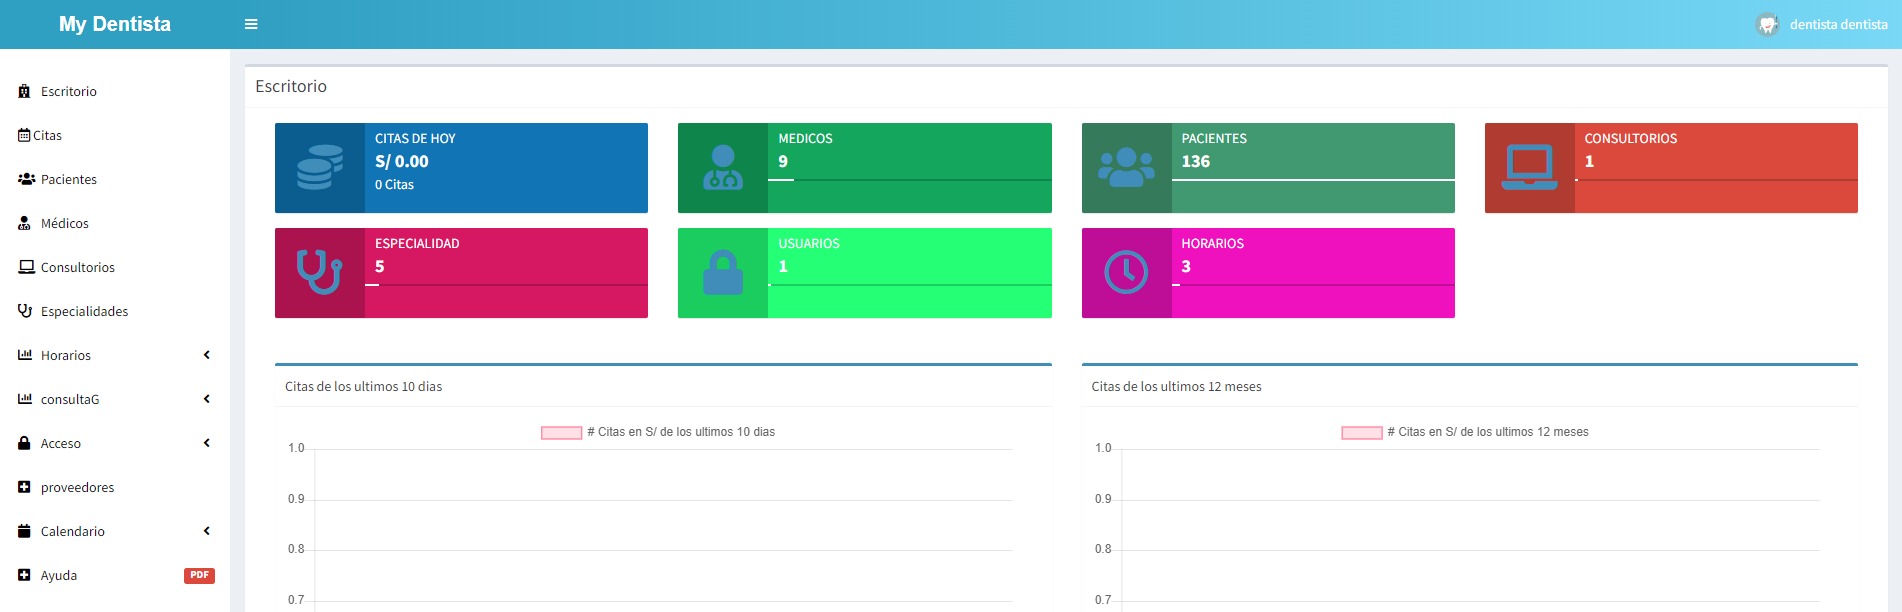 My Dentista
dentista dentista
Escritorio
Citas
Pacientes
Médicos
Consultorios
Especialidades
Horarios
consultaG
Acceso
proveedores
Calendario
Ayuda PDF
Escritorio
CITAS DE HOY
S/ 0.00
0 Citas
MEDICOS
9
PACIENTES
136
CONSULTORIOS
1
ESPECIALIDAD
5
USUARIOS
1
HORARIOS
3
Citas de los ultimos 10 dias
# Citas en S/ de los ultimos 10 dias
1.0
0.9
0.8
0.7
Citas de los ultimos 12 meses
# Citas en S/ de los ultimos 12 meses
1.0
0.9
0.8
0.7